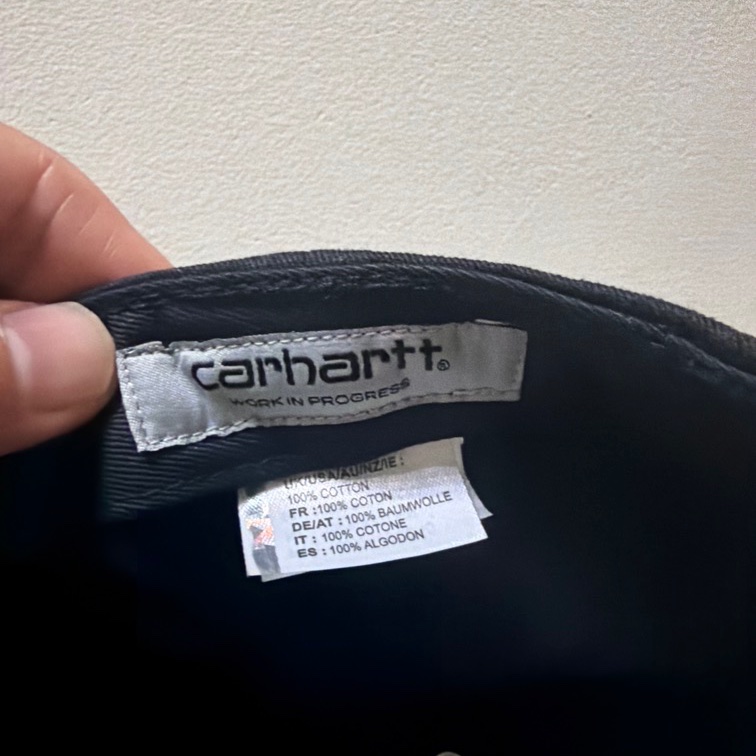 carhartt®
WORK IN PROGRESS
UK/USA/AU/NZ/IE :
100% COTTON
FR :100% COTON
DE/AT : 100% BAUMWOLLE
IT : 100% COTONE
ES : 100% ALGODON